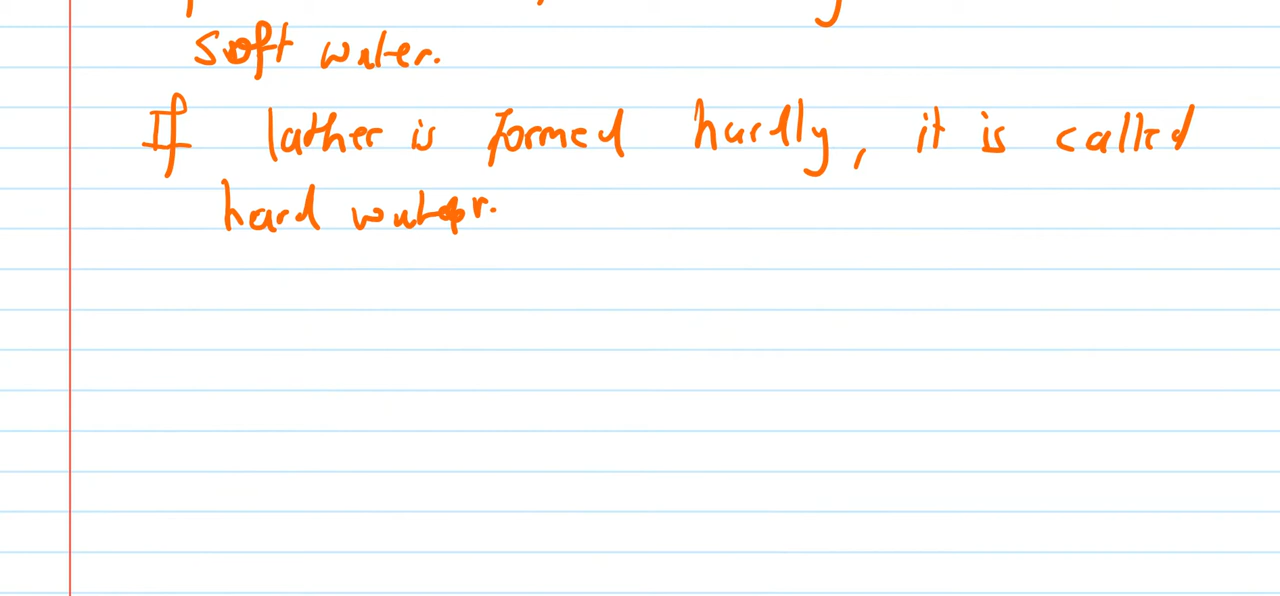 soft water.
If lather is formed hardly, it is called
hard water.